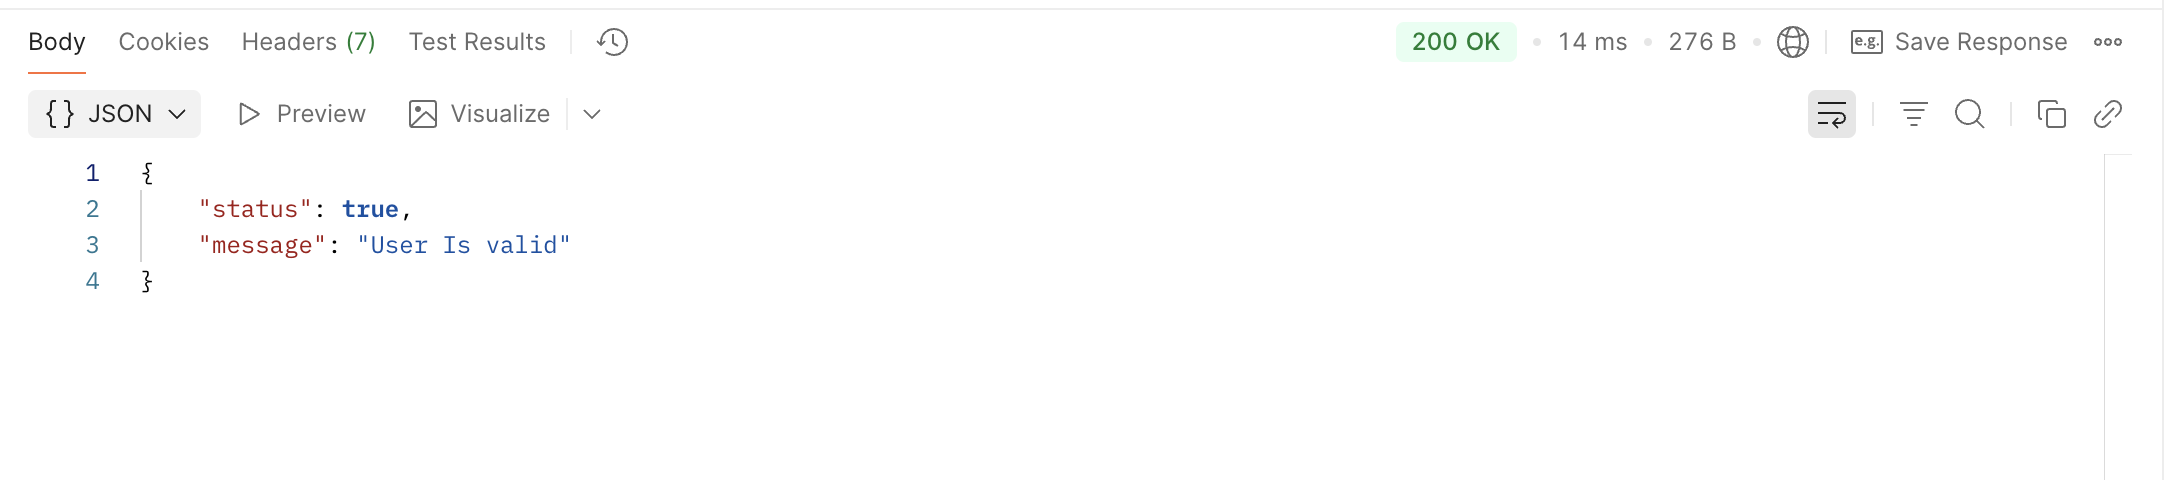 Body Cookies Headers (7) Test Results 200 OK • 14 ms • 276 B • e.g. Save Response
{} JSON Preview Visualize
1 {
2 "status": true,
3 "message": "User Is valid"
4 }